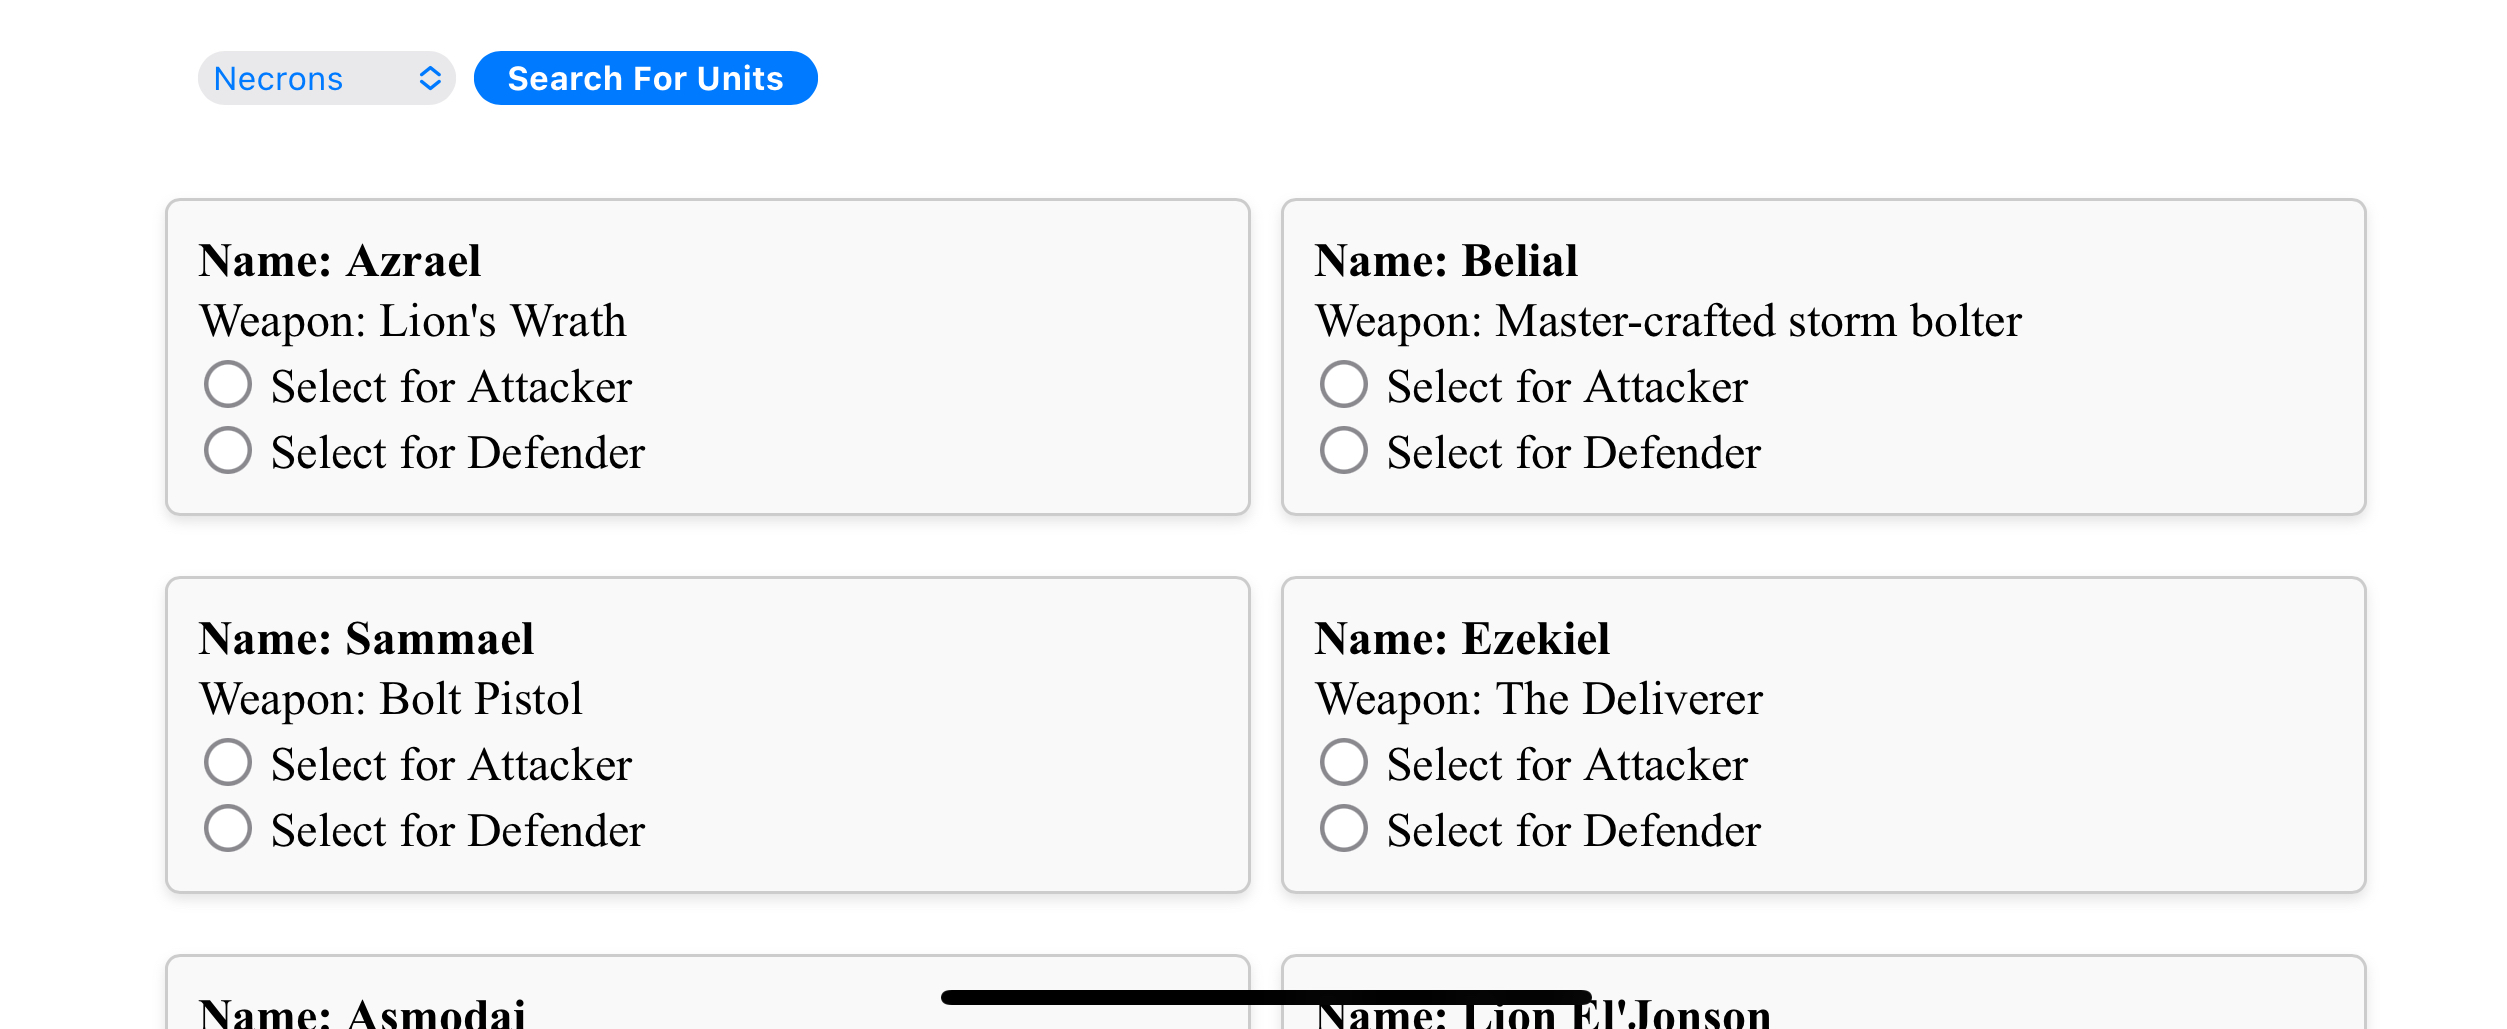 Necrons
Search For Units
Name: Azrael
Weapon: Lion's Wrath
Select for Attacker
Select for Defender
Name: Belial
Weapon: Master-crafted storm bolter
Select for Attacker
Select for Defender
Name: Sammael
Weapon: Bolt Pistol
Select for Attacker
Select for Defender
Name: Ezekiel
Weapon: The Deliverer
Select for Attacker
Select for Defender
Name: Asmodai
Name: Lion El'Jonson